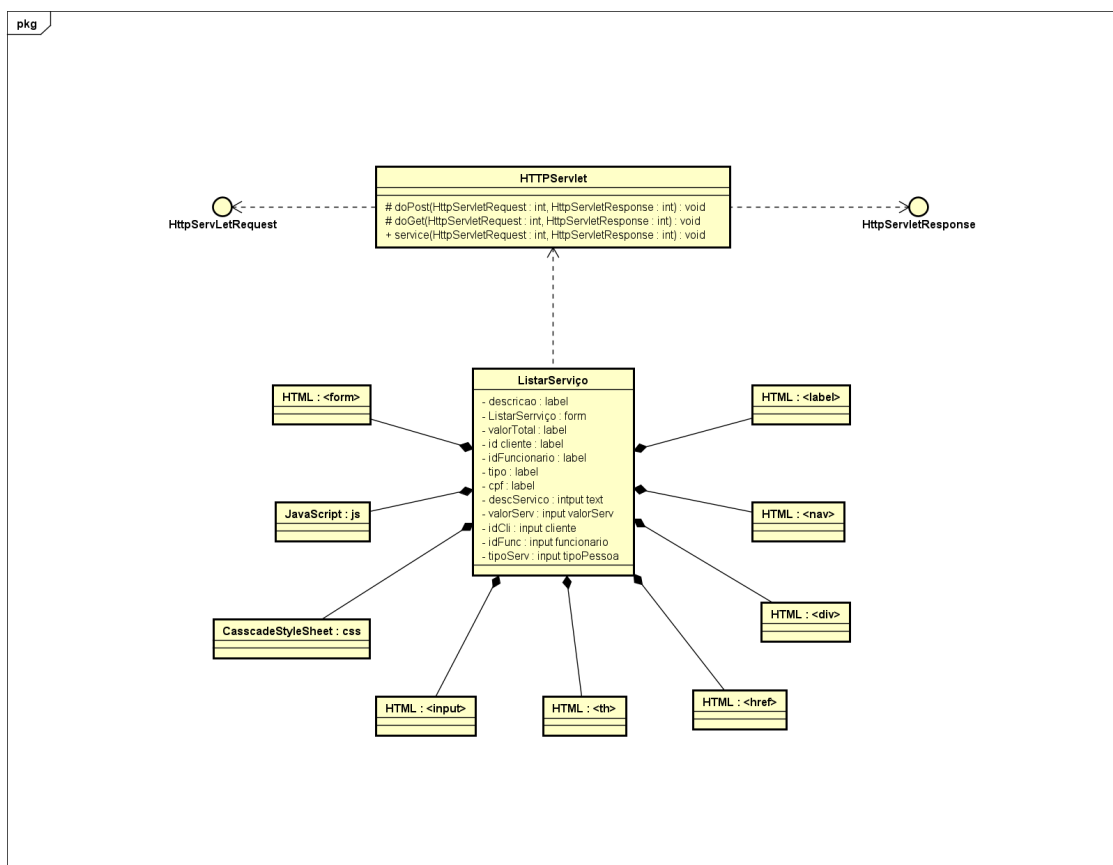 pkg
HTTPServlet
# doPost(HttpServletRequest : int, HttpServletResponse : int) : void
# doGet(HttpServletRequest : int, HttpServletResponse : int) : void
+ service(HttpServletRequest : int, HttpServletResponse : int) : void
HttpServLetRequest
HttpServletResponse
ListarServiço
- descricao : label
- ListarSerrviço : form
- valorTotal : label
- id cliente : label
- idFuncionario : label
- tipo : label
- cpf : label
- descServico : intput text
- valorServ : input valorServ
- idCli : input cliente
- idFunc : input funcionario
- tipoServ : input tipoPessoa
HTML : <form>
HTML : <label>
JavaScript : js
HTML : <nav>
CasscadeStyleSheet : css
HTML : <div>
HTML : <input>
HTML : <th>
HTML : <href>